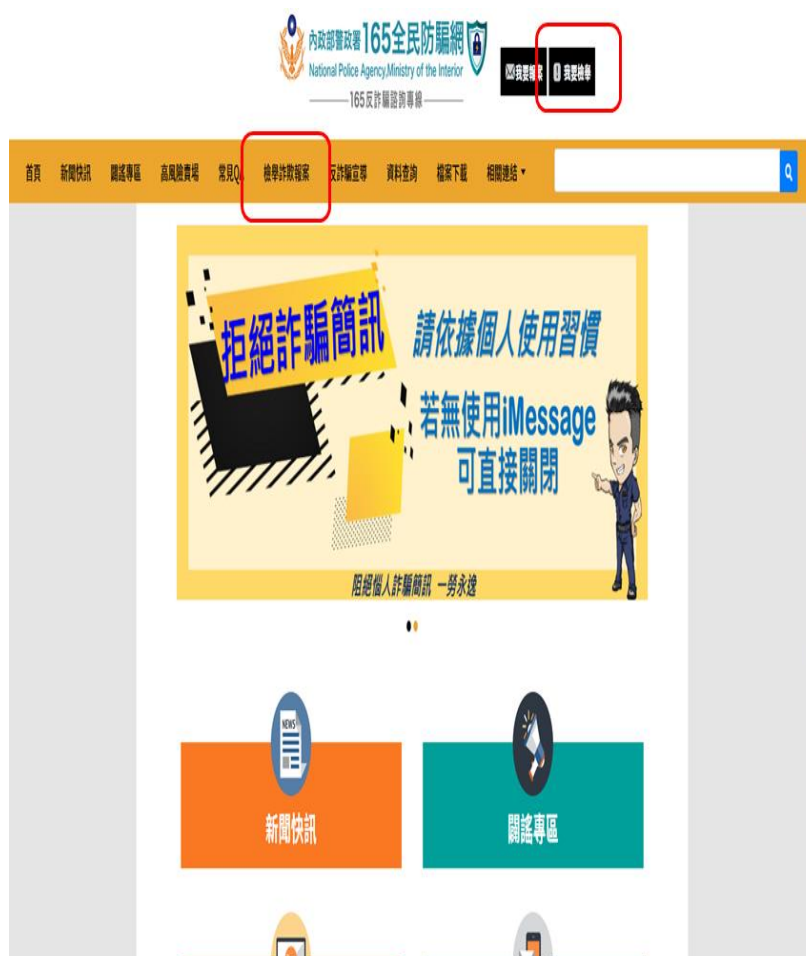 內政部警政署165全民防騙網
National Police Agency,Ministry of the Interior
165反詐騙諮詢專線
我要報案
我要檢舉
首頁 新聞快訊 闢謠專區 高風險賣場 常見Q 檢舉詐欺報案 反詐騙宣導 資料查詢 檔案下載 相關連結
拒絕詐騙簡訊
請依據個人使用習慣
若無使用iMessage
可直接關閉
阻絕惱人詐騙簡訊 一勞永逸
NEWS
新聞快訊
闢謠專區